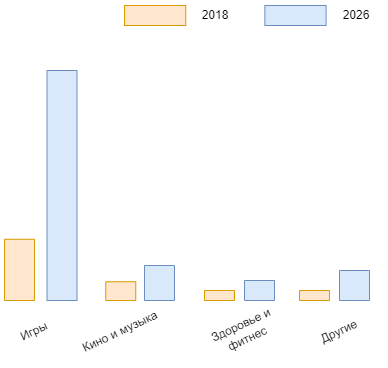 2018
2026
Игры
Кино и музыка
Здоровье и
фитнес
Другие